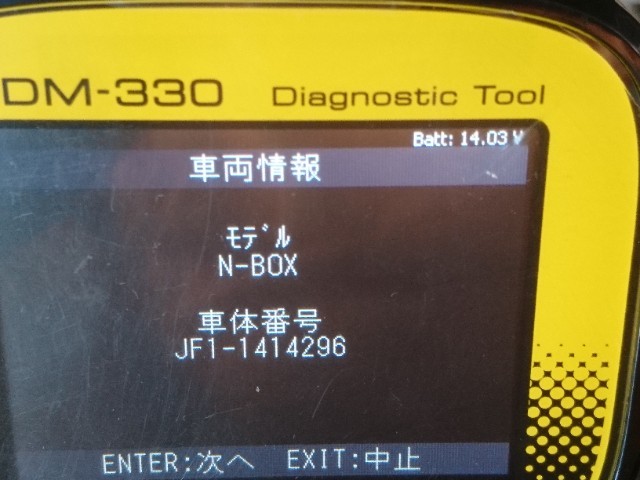 DM-330 Diagnostic Tool
Batt: 14.03 V
車両情報
ﾓﾃﾞﾙ
N-BOX
車体番号
JF1-1414296
ENTER:次へ EXIT:中止